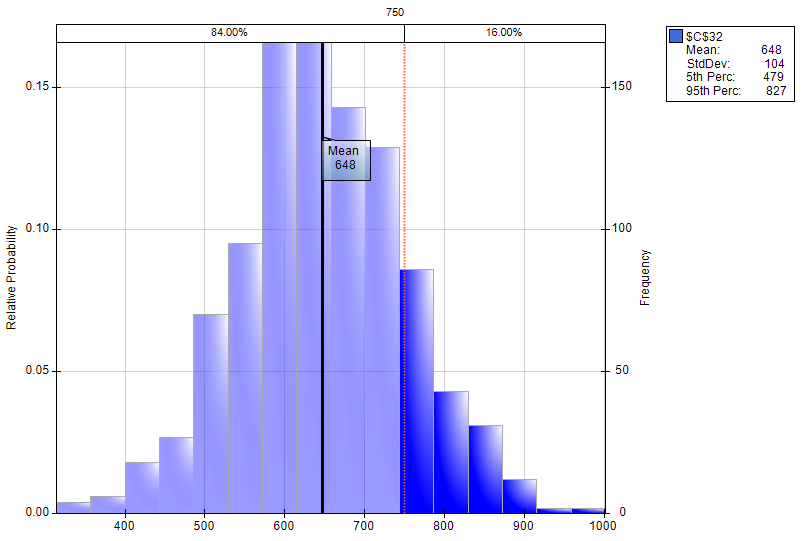 750
84.00%
16.00%
$C$32
Mean: 648
StdDev: 104
5th Perc: 479
95th Perc: 827
0.15
150
Mean
648
0.10
100
Relative Probability
Frequency
0.05
50
0.00
0
400 500 600 700 800 900 1000